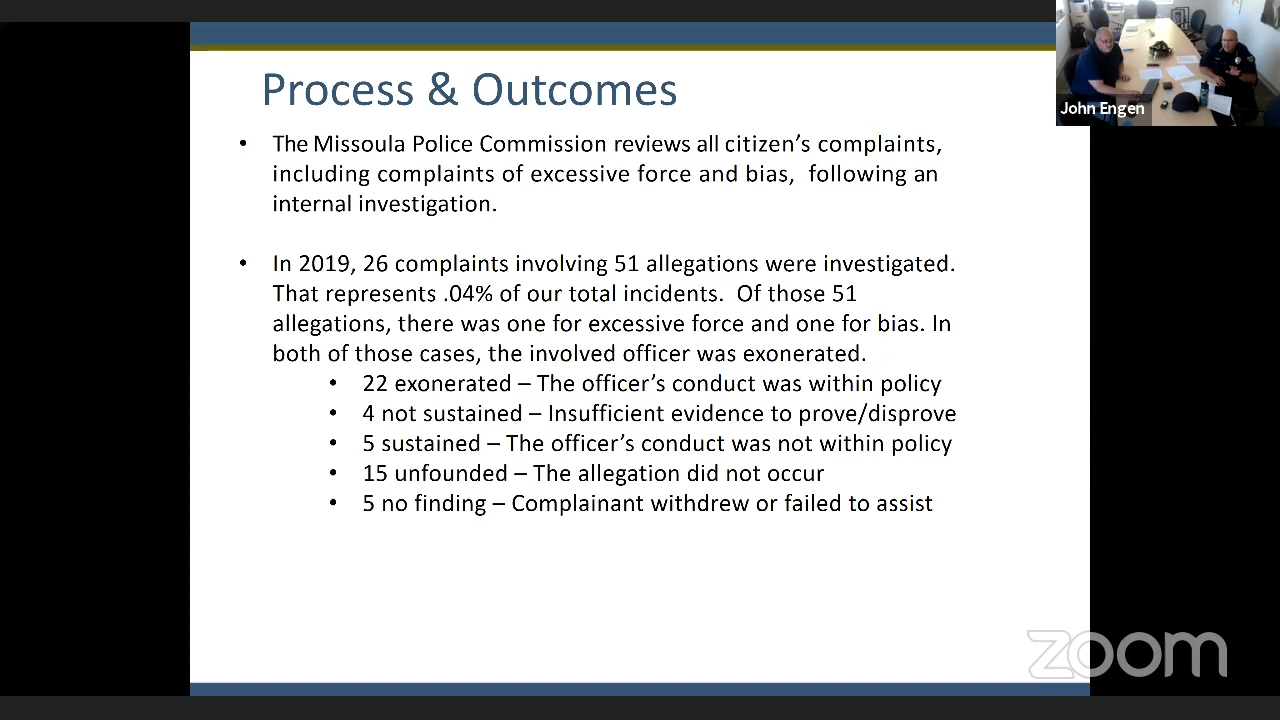 Process & Outcomes
John Engen
• The Missoula Police Commission reviews all citizen’s complaints,
including complaints of excessive force and bias, following an
internal investigation.
• In 2019, 26 complaints involving 51 allegations were investigated.
That represents .04% of our total incidents. Of those 51
allegations, there was one for excessive force and one for bias. In
both of those cases, the involved officer was exonerated.
• 22 exonerated – The officer’s conduct was within policy
• 4 not sustained – Insufficient evidence to prove/disprove
• 5 sustained – The officer’s conduct was not within policy
• 15 unfounded – The allegation did not occur
• 5 no finding – Complainant withdrew or failed to assist
zoom